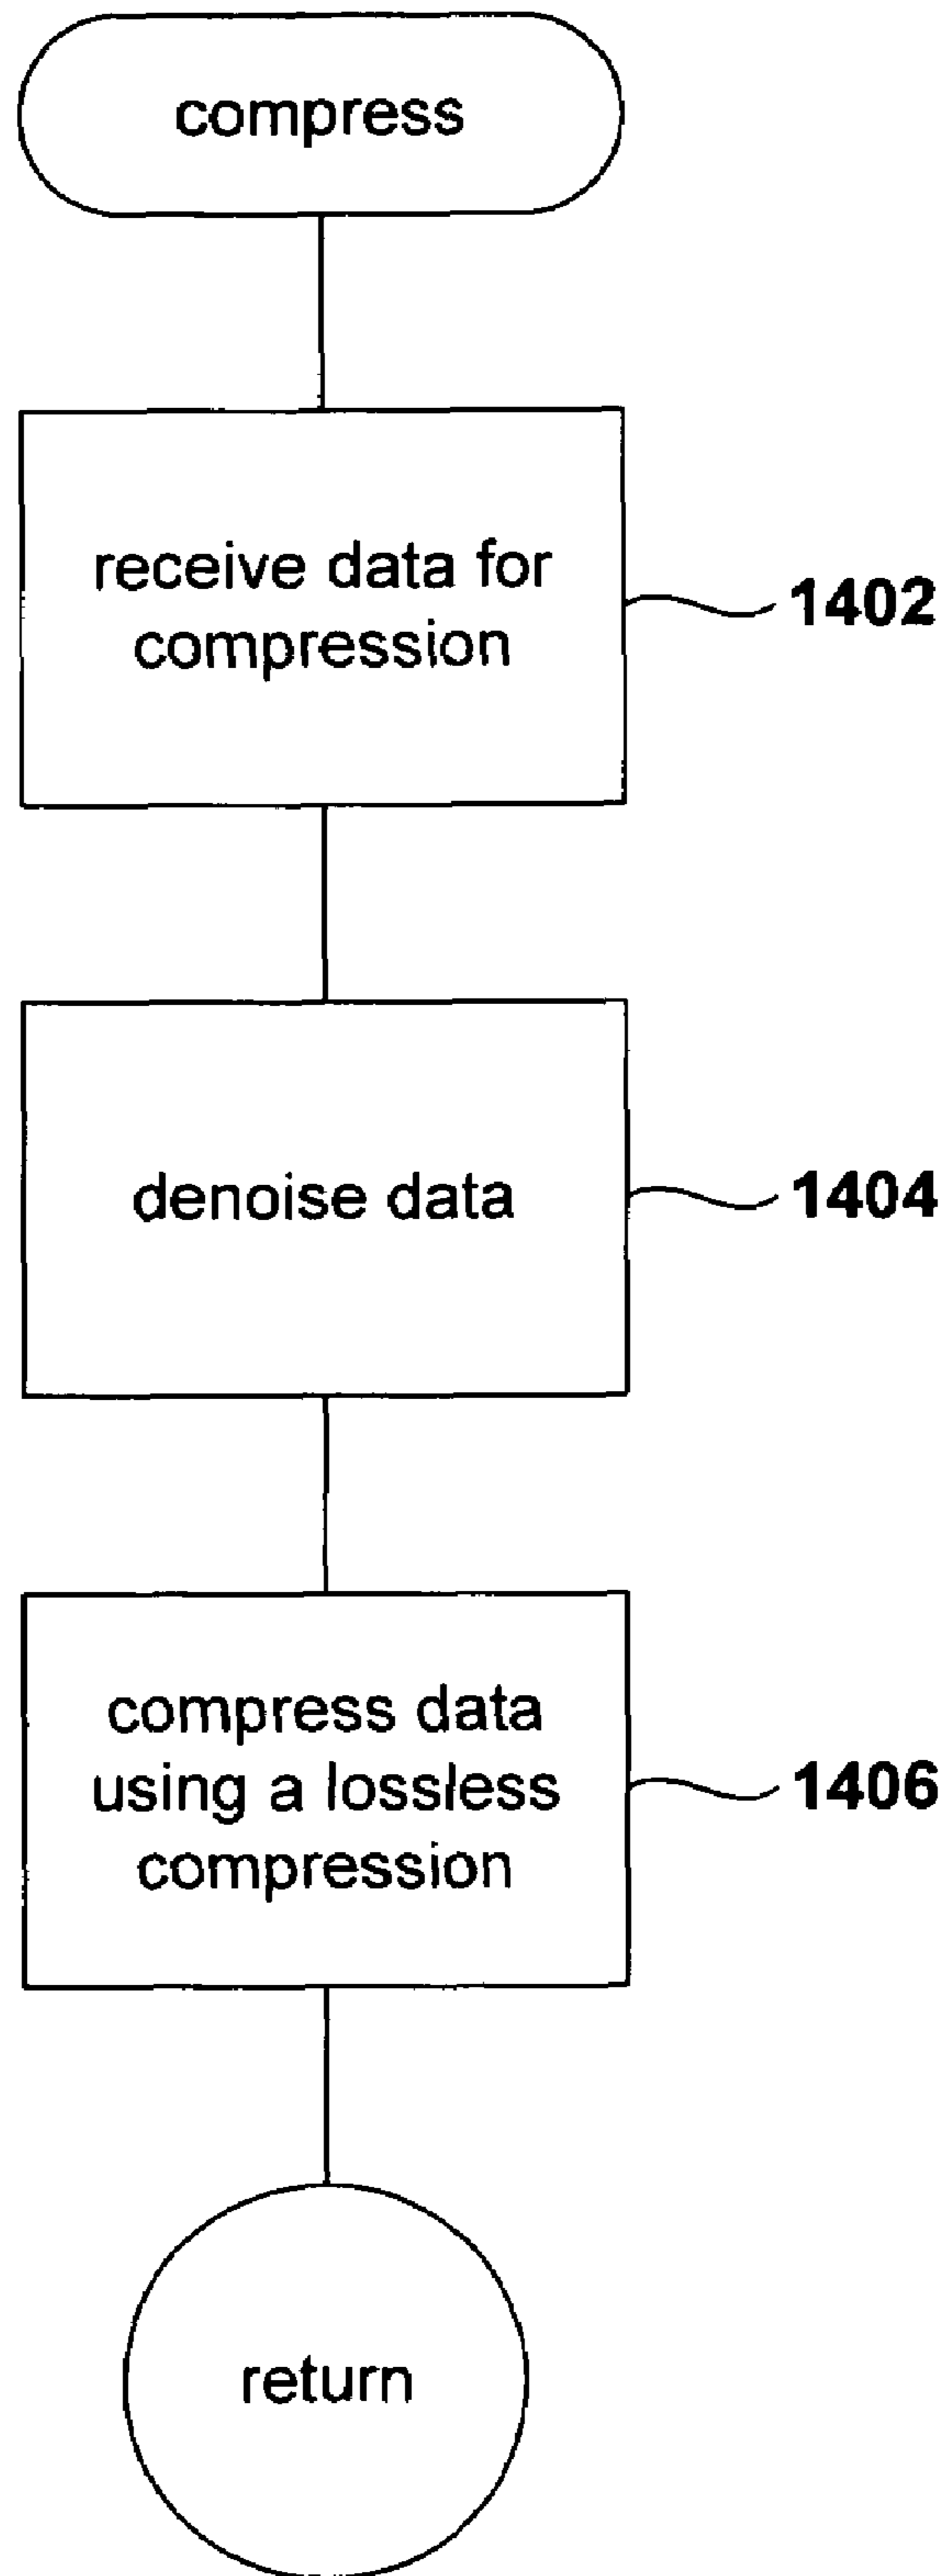 compress
receive data for
compression
1402
denoise data
1404
compress data
using a lossless
compression
1406
return